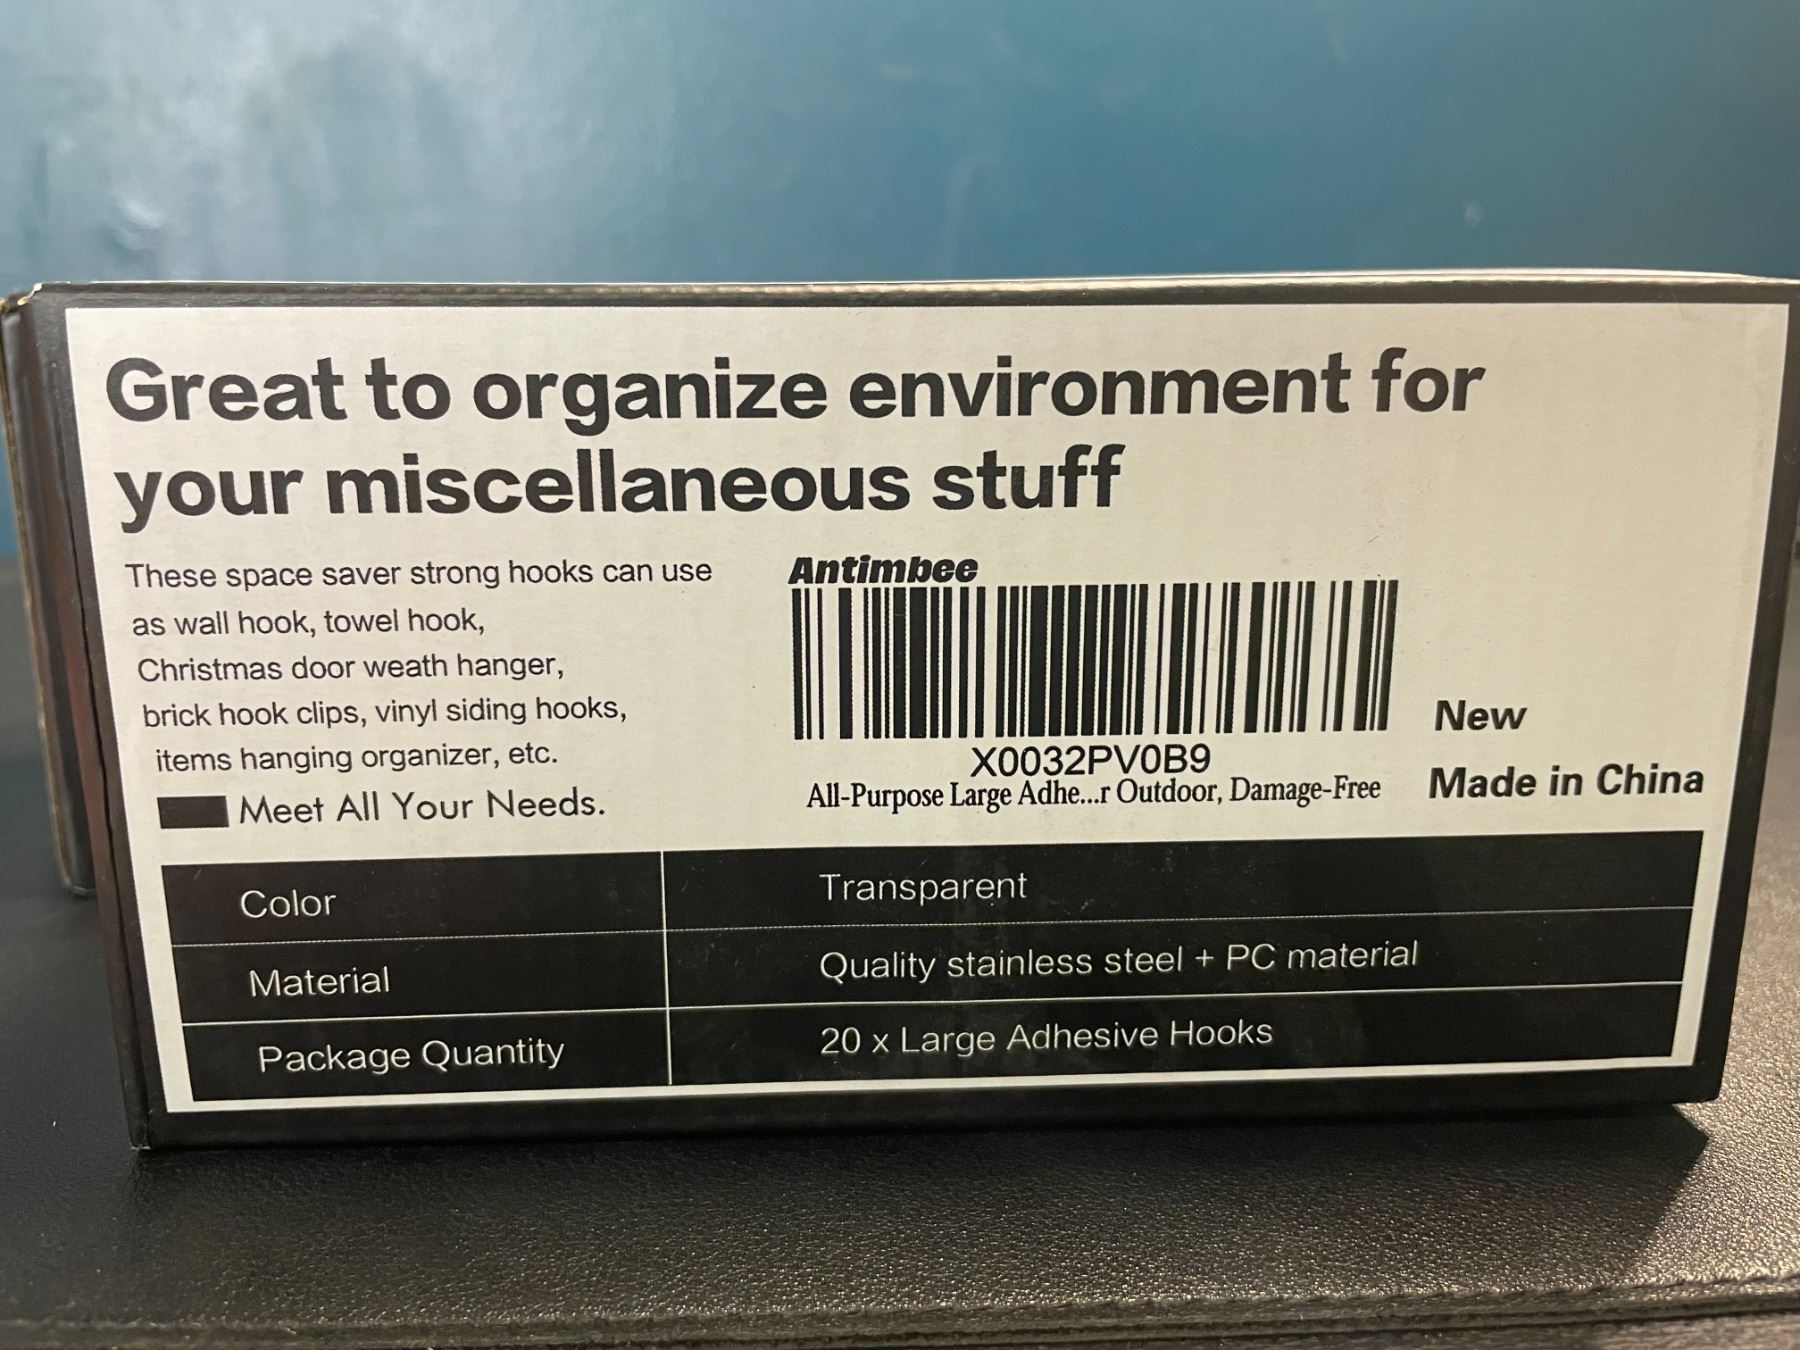 Great to organize environment for
your miscellaneous stuff
These space saver strong hooks can use
as wall hook, towel hook,
Christmas door weath hanger,
brick hook clips, vinyl siding hooks,
items hanging organizer, etc.
Meet All Your Needs.
Antimbee
X0032PV0B9
All-Purpose Large Adhe...r Outdoor, Damage-Free
New
Made in China
Color
Transparent
Material
Quality stainless steel + PC material
Package Quantity
20 x Large Adhesive Hooks